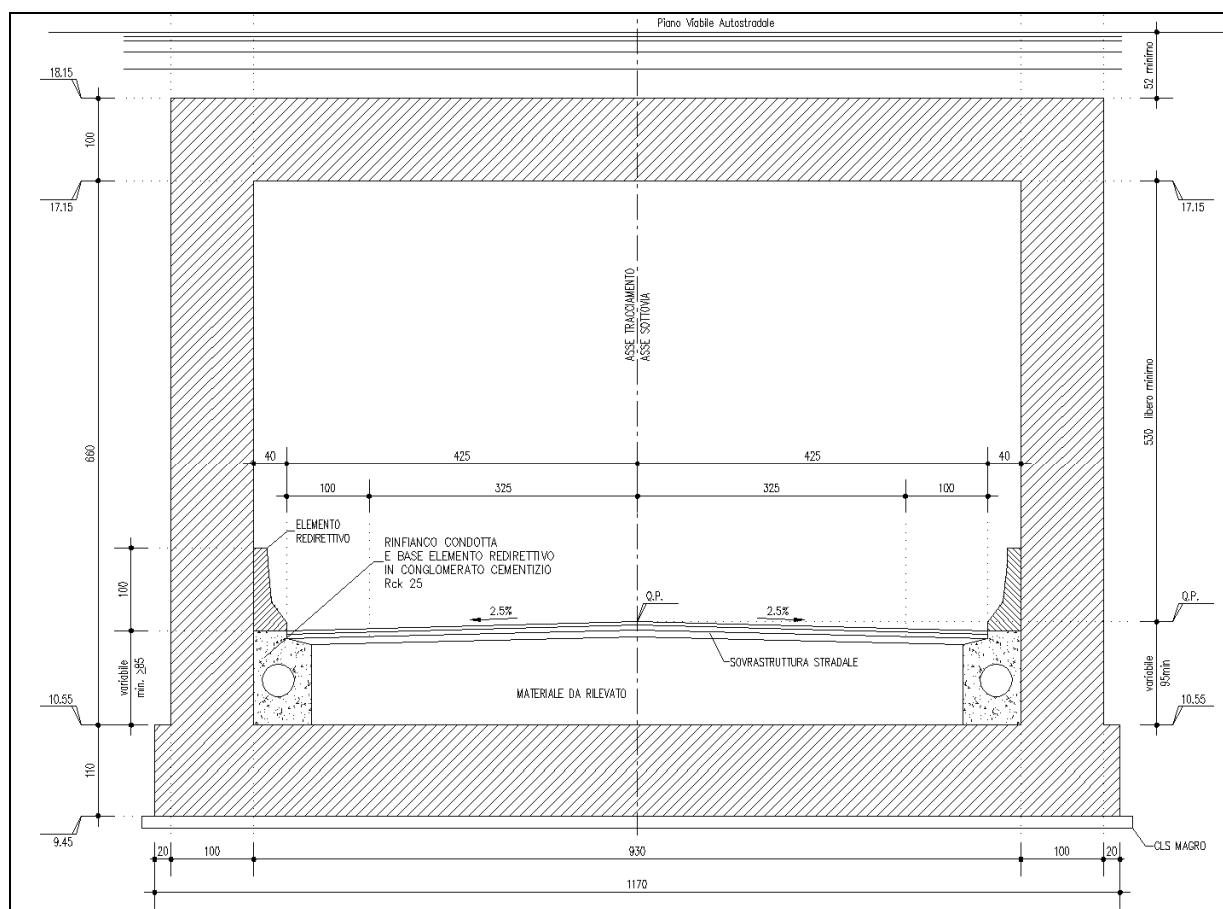 Piano Viabile Autostradale
18.15
52 minimo
100
17.15
17.15
ASSE TRACCIAMENTO
ASSE SOTTOVIA
660
530 libero minimo
40
425
425
40
100
325
325
100
ELEMENTO
REDIRETTIVO
RINFIANCO CONDOTTA
E BASE ELEMENTO REDIRETTIVO
IN CONGLOMERATO CEMENTIZIO
Rck 25
100
2.5%
Q.P.
2.5%
Q.P.
SOVRASTRUTTURA STRADALE
variabile
min. ≥85
MATERIALE DA RILEVATO
variabile
95min
10.55
10.55
110
9.45
CLS MAGRO
20
100
930
100
20
1170